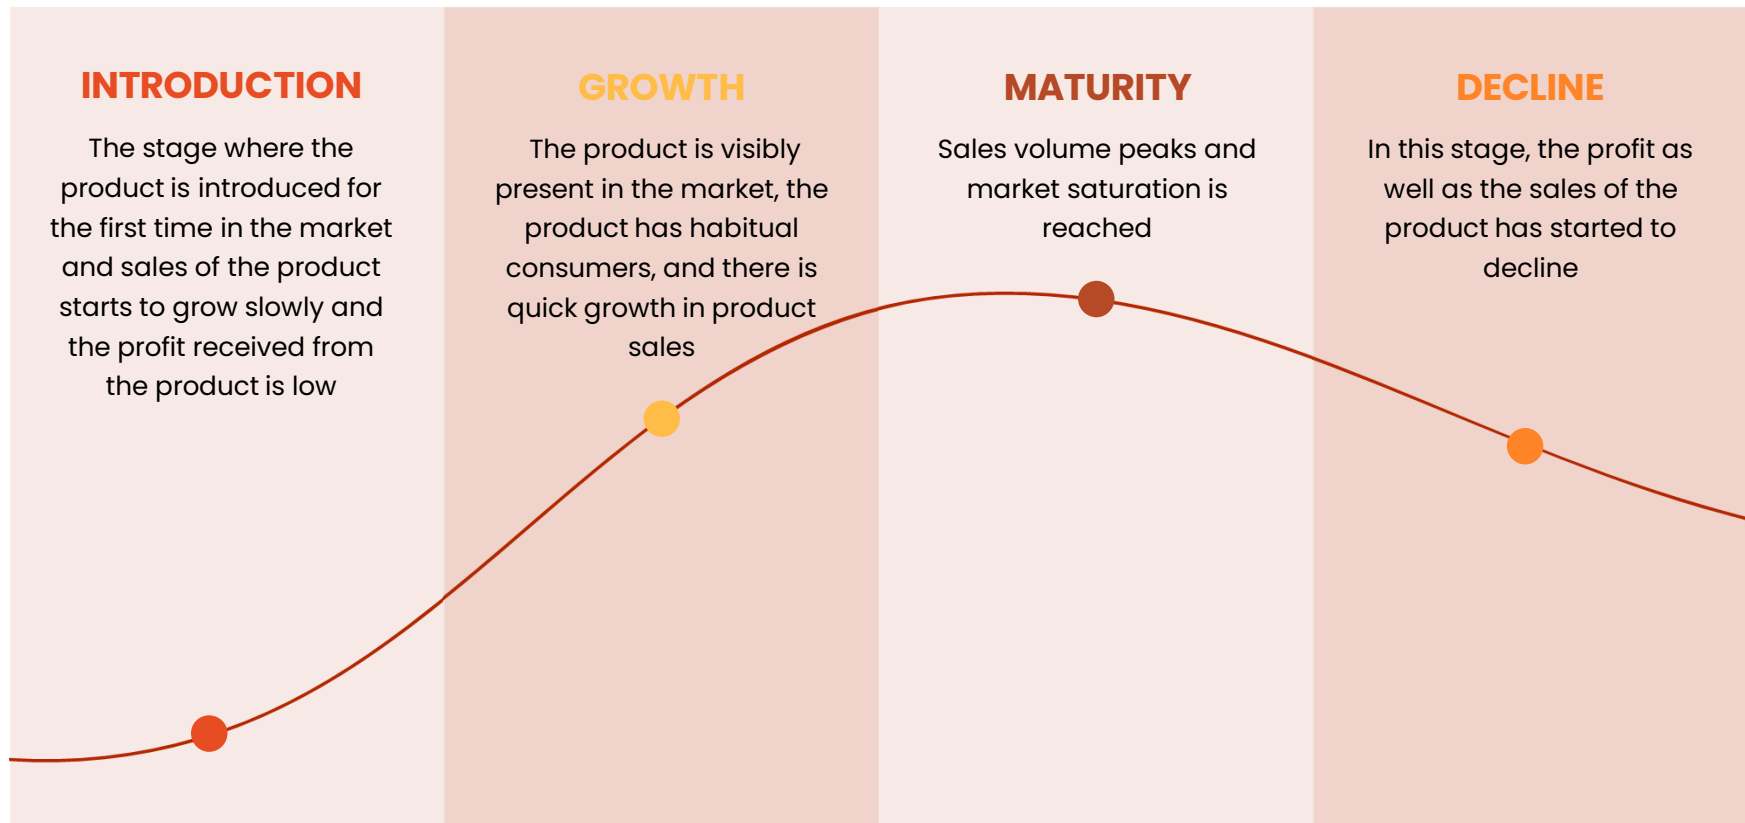 INTRODUCTION
The stage where the
product is introduced for
the first time in the market
and sales of the product
starts to grow slowly and
the profit received from
the product is low
GROWTH
The product is visibly
present in the market, the
product has habitual
consumers, and there is
quick growth in product
sales
MATURITY
Sales volume peaks and
market saturation is
reached
DECLINE
In this stage, the profit as
well as the sales of the
product has started to
decline